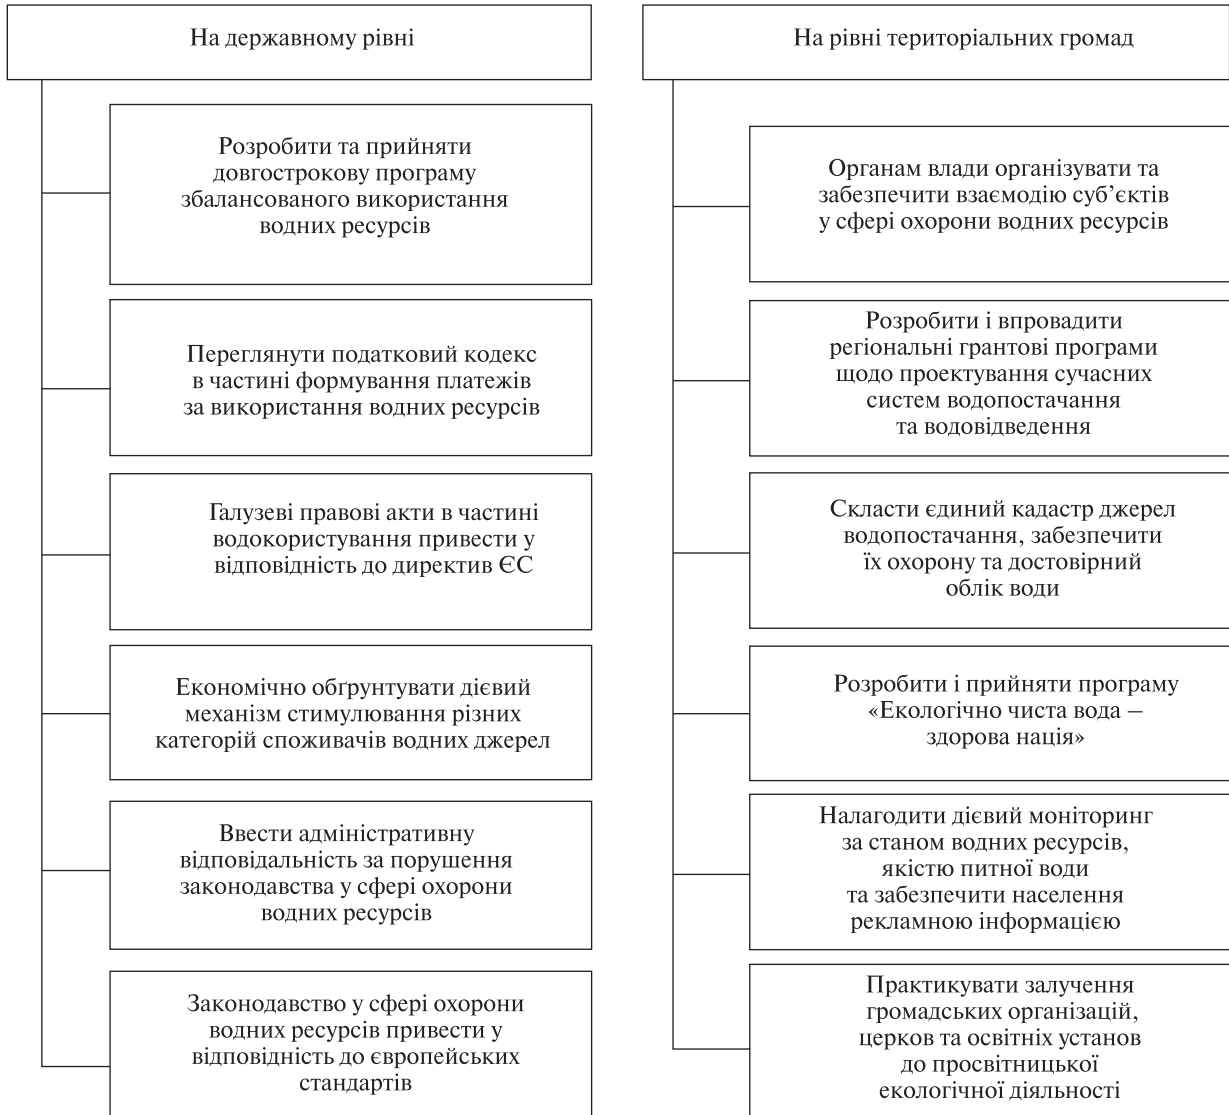 На державному рівні
Розробити та прийняти
довгострокову програму
збалансованого використання
водних ресурсів
Переглянути податковий кодекс
в частині формування платежів
за використання водних ресурсів
Галузеві правові акти в частині
водокористування привести у
відповідність до директив ЄС
Економічно обґрунтувати дієвий
механізм стимулювання різних
категорій споживачів водних джерел
Ввести адміністративну
відповідальність за порушення
законодавства у сфері охорони
водних ресурсів
Законодавство у сфері охорони
водних ресурсів привести у
відповідність до європейських
стандартів
На рівні територіальних громад
Органам влади організувати та
забезпечити взаємодію суб’єктів
у сфері охорони водних ресурсів
Розробити і впровадити
регіональні грантові програми
щодо проектування сучасних
систем водопостачання
та водовідведення
Скласти єдиний кадастр джерел
водопостачання, забезпечити
їх охорону та достовірний
облік води
Розробити і прийняти програму
«Екологічно чиста вода –
здорова нація»
Налагодити дієвий моніторинг
за станом водних ресурсів,
якістю питної води
та забезпечити населення
рекламною інформацією
Практикувати залучення
громадських організацій,
церков та освітніх установ
до просвітницької
екологічної діяльності